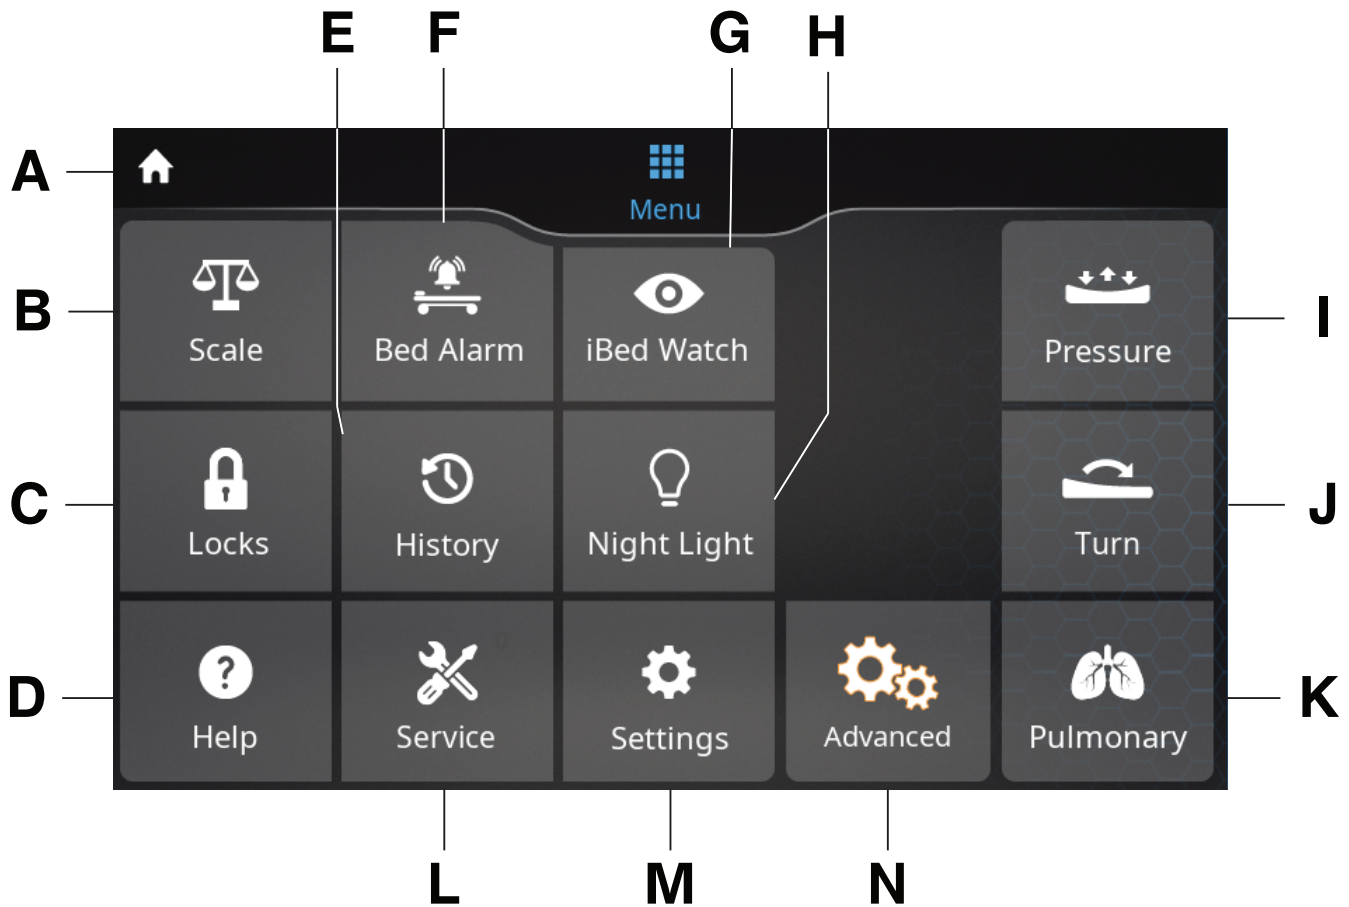 E F G H
A
Menu
B Scale Bed Alarm iBed Watch Pressure I
C Locks History Night Light Turn J
D Help Service Settings Advanced Pulmonary K
L M N